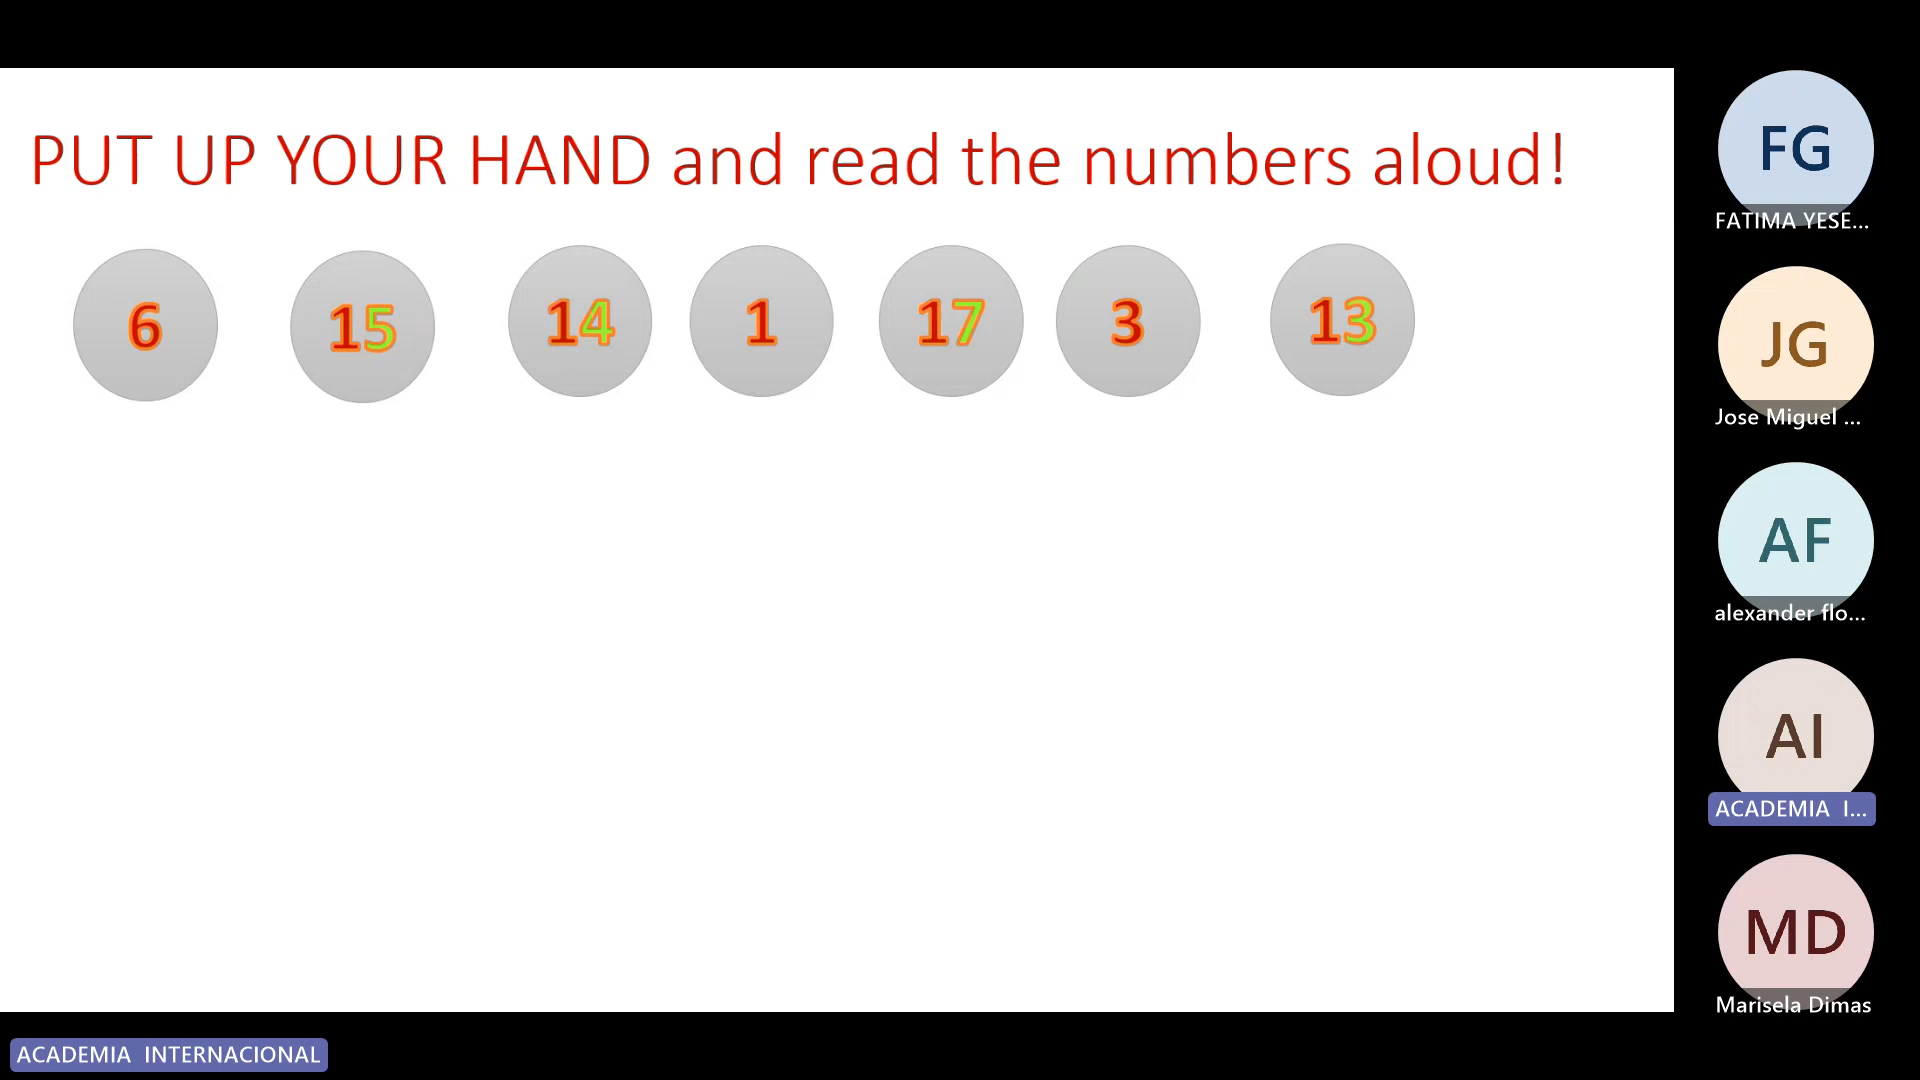 PUT UP YOUR HAND and read the numbers aloud!
6 15 14 1 17 3 13
FG
FATIMA YESE...
JG
Jose Miguel ...
AF
alexander flo...
AI
ACADEMIA I...
MD
Marisela Dimas
ACADEMIA INTERNACIONAL